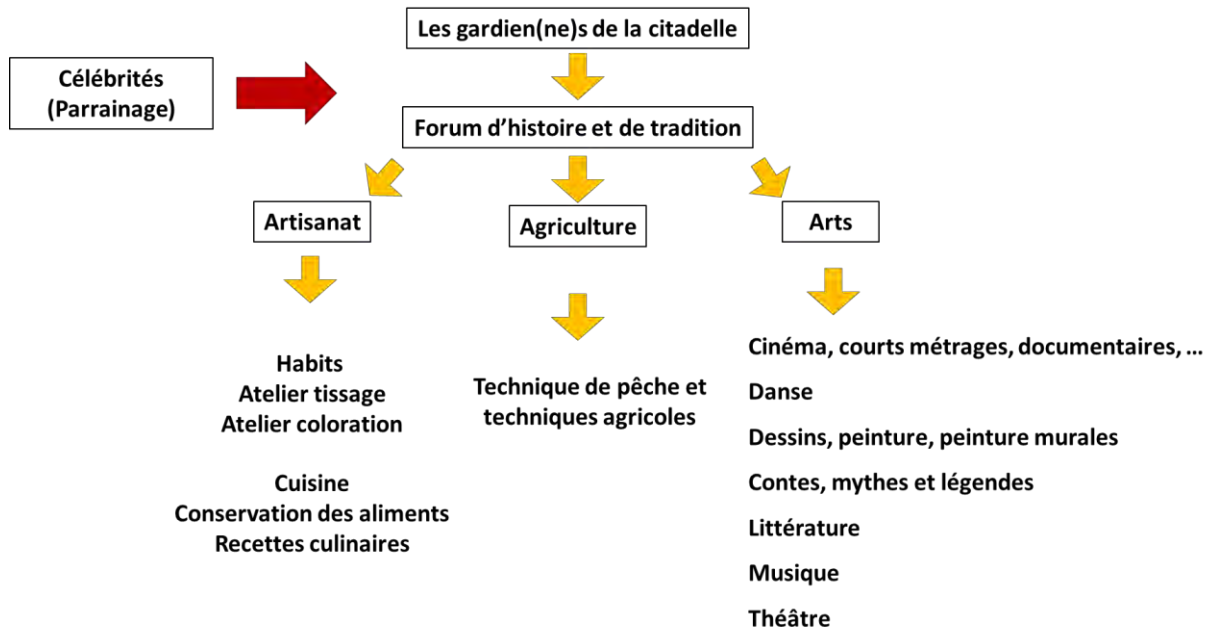 Les gardien(ne)s de la citadelle
Célébrités
(Parrainage)
Forum d'histoire et de tradition
Artisanat
Agriculture
Arts
Habits
Atelier tissage
Atelier coloration
Cuisine
Conservation des aliments
Recettes culinaires
Technique de pêche et
techniques agricoles
Cinéma, courts métrages, documentaires, ...
Danse
Dessins, peinture, peinture murales
Contes, mythes et légendes
Littérature
Musique
Théâtre